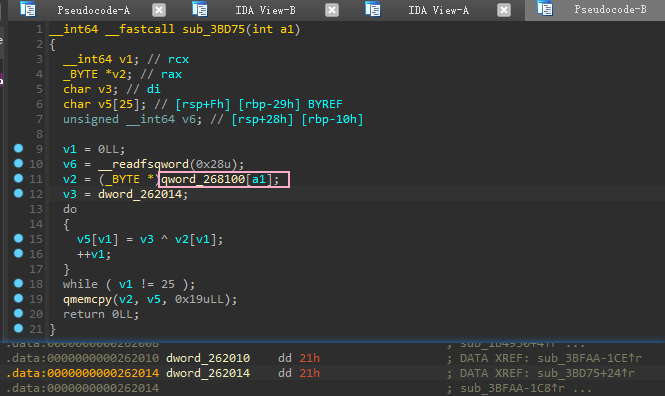 Pseudocode-A IDA View-B IDA View-A Pseudocode-B
1 __int64 __fastcall sub_3BD75(int a1)
2 {
3 __int64 v1; // rcx
4 _BYTE *v2; // rax
5 char v3; // di
6 char v5[25]; // [rsp+Fh] [rbp-29h] BYREF
7 unsigned __int64 v6; // [rsp+28h] [rbp-10h]
8
9 v1 = 0LL;
10 v6 = __readfsqword(0x28u);
11 v2 = (_BYTE *)qword_268100[a1];
12 v3 = dword_262014;
13 do
14 {
15 v5[v1] = v3 ^ v2[v1];
16 ++v1;
17 }
18 while ( v1 != 25 );
19 qmemcpy(v2, v5, 0x19uLL);
20 return 0LL;
21 }
.data:0000000000262010 dword_262010 dd 21h ; DATA XREF: sub_3BFAA-1CE↑r
.data:0000000000262014 dword_262014 dd 21h ; DATA XREF: sub_3BD75+24↑r
.data:0000000000262014 ; sub_3BFAA-1C8↑r ...